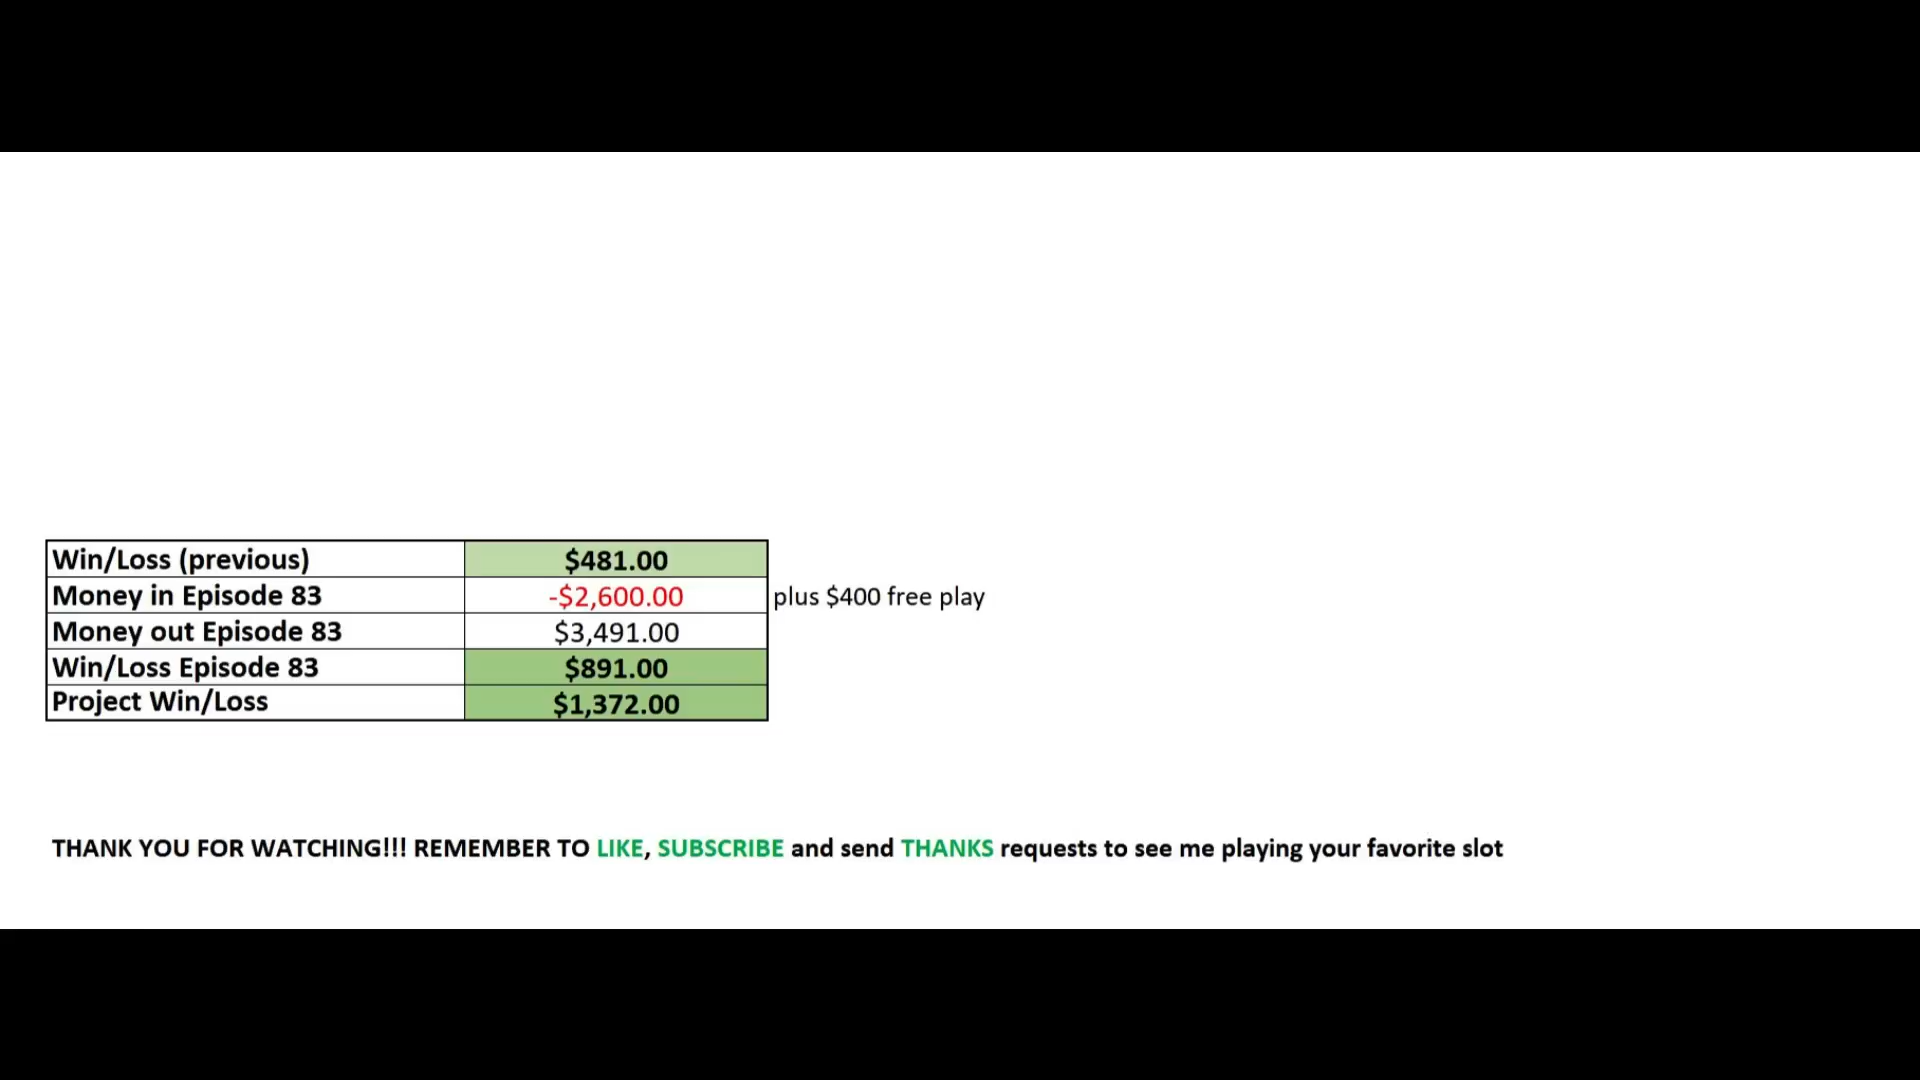 Win/Loss (previous) $481.00
Money in Episode 83 -$2,600.00 plus $400 free play
Money out Episode 83 $3,491.00
Win/Loss Episode 83 $891.00
Project Win/Loss $1,372.00
THANK YOU FOR WATCHING!!! REMEMBER TO LIKE, SUBSCRIBE and send THANKS requests to see me playing your favorite slot